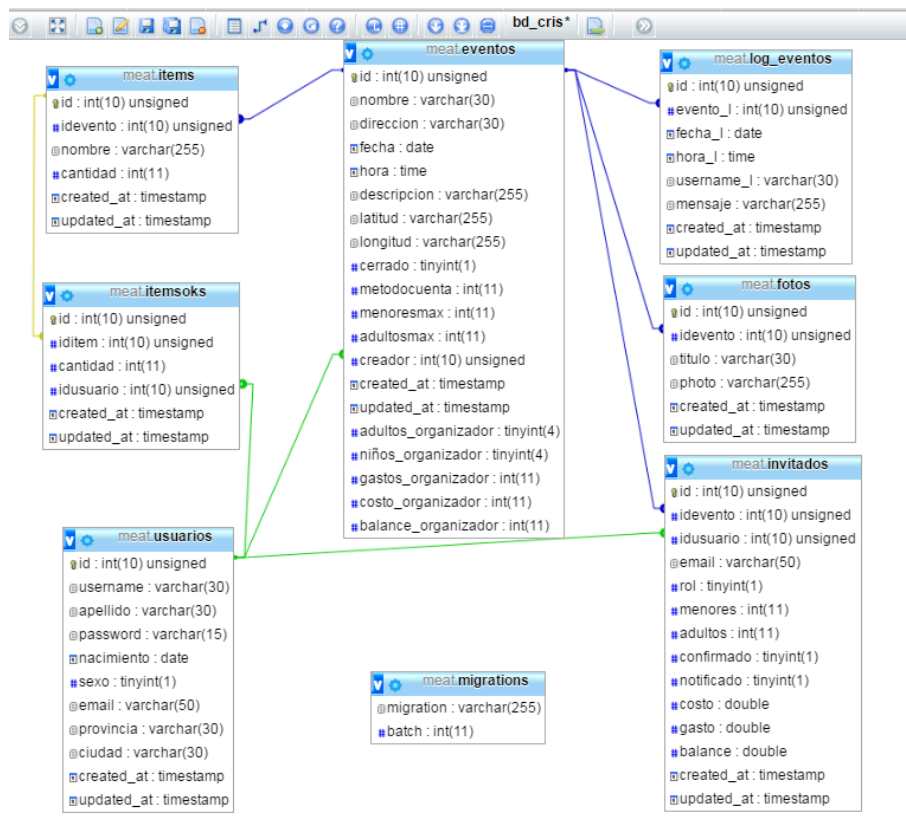 bd_cris*
meat.items
id : int(10) unsigned
idevento : int(10) unsigned
nombre : varchar(255)
cantidad : int(11)
created_at : timestamp
updated_at : timestamp
meat.itemsoks
id : int(10) unsigned
iditem : int(10) unsigned
cantidad : int(11)
idusuario : int(10) unsigned
created_at : timestamp
updated_at : timestamp
meat.usuarios
id : int(10) unsigned
username : varchar(30)
apellido : varchar(30)
password : varchar(15)
nacimiento : date
sexo : tinyint(1)
email : varchar(50)
provincia : varchar(30)
ciudad : varchar(30)
created_at : timestamp
updated_at : timestamp
meat.eventos
id : int(10) unsigned
nombre : varchar(30)
direccion : varchar(30)
fecha : date
hora : time
descripcion : varchar(255)
latitud : varchar(255)
longitud : varchar(255)
cerrado : tinyint(1)
metodocuenta : int(11)
menoresmax : int(11)
adultosmax : int(11)
creador : int(10) unsigned
created_at : timestamp
updated_at : timestamp
adultos_organizador : tinyint(4)
niños_organizador : tinyint(4)
gastos_organizador : int(11)
costo_organizador : int(11)
balance_organizador : int(11)
meat.migrations
migration : varchar(255)
batch : int(11)
meat.log_eventos
id : int(10) unsigned
evento_l : int(10) unsigned
fecha_l : date
hora_l : time
username_l : varchar(30)
mensaje : varchar(255)
created_at : timestamp
updated_at : timestamp
meat.fotos
id : int(10) unsigned
idevento : int(10) unsigned
titulo : varchar(30)
photo : varchar(255)
created_at : timestamp
updated_at : timestamp
meat.invitados
id : int(10) unsigned
idevento : int(10) unsigned
idusuario : int(10) unsigned
email : varchar(50)
rol : tinyint(1)
menores : int(11)
adultos : int(11)
confirmado : tinyint(1)
notificado : tinyint(1)
costo : double
gasto : double
balance : double
created_at : timestamp
updated_at : timestamp